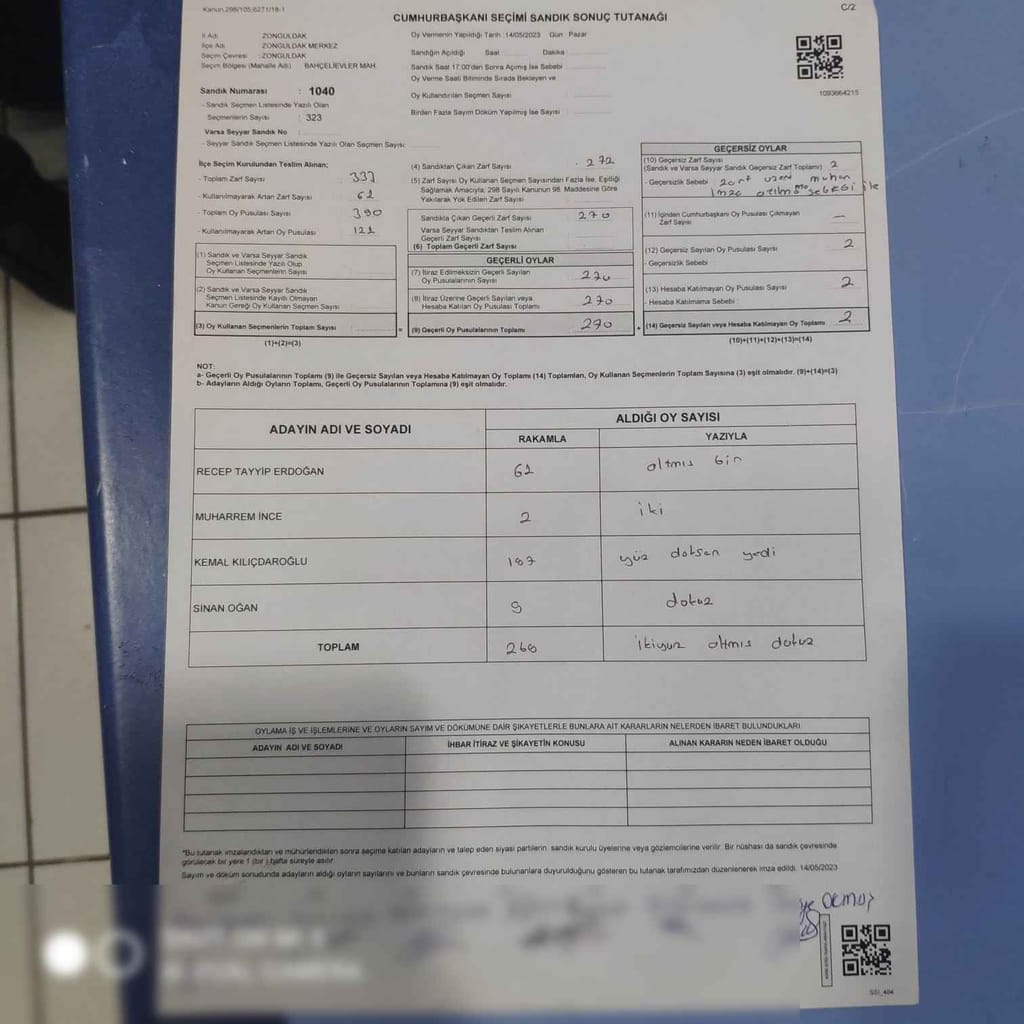 Kanun.298/105,6271/18-1
C/2
CUMHURBAŞKANI SEÇİMİ SANDIK SONUÇ TUTANAĞI
İl Adı : ZONGULDAK
İlçe Adı : ZONGULDAK MERKEZ
Seçim Çevresi : ZONGULDAK
Seçim Bölgesi (Mahalle Adı) BAHÇELİEVLER MAH.
Sandık Numarası : 1040
- Sandık Seçmen Listesinde Yazılı Olan
Seçmenlerin Sayısı : 323
Varsa Seyyar Sandık No
- Seyyar Sandık Seçmen Listesinde Yazılı Olan Seçmen Sayısı:
Oy Vermenin Yapıldığı Tarih :14/05/2023 Gün Pazar
Sandığın Açıldığı Saat Dakika
Sandık Saat 17:00'den Sonra Açılmış İse Sebebi
Oy Verme Saati Bitiminde Sırada Bekleyen ve
Oy Kullandırılan Seçmen Sayısı
Birden Fazla Sayım Döküm Yapılmış İse Sayısı
1093664215
İlçe Seçim Kurulundan Teslim Alınan;
- Toplam Zarf Sayısı
- Kullanılmayarak Artan Zarf Sayısı 61
- Toplam Oy Pusulası Sayısı 390
- Kullanılmayarak Artan Oy Pusulası 121
(1) Sandık ve Varsa Seyyar Sandık
Seçmen Listesinde Yazılı Olup
Oy Kullanan Seçmenlerin Sayısı
(2) Sandık ve Varsa Seyyar Sandık
Seçmen Listesinde Kayıtlı Olmayan
Kanun Gereği Oy Kullanan Seçmen Sayısı
(3) Oy Kullanan Seçmenlerin Toplam Sayısı =
(1)+(2)=(3)
(4) Sandıktan Çıkan Zarf Sayısı 272
(5) Zarf Sayısı Oy Kullanan Seçmen Sayısından Fazla İse, Eşitliği
Sağlamak Amacıyla, 298 Sayılı Kanunun 98. Maddesine Göre
Yakılarak Yok Edilen Zarf Sayısı
Sandıkta Çıkan Geçerli Zarf Sayısı 270
Varsa Seyyar Sandıktan Teslim Alınan
Geçerli Zarf Sayısı
(6) Toplam Geçerli Zarf Sayısı
GEÇERLİ OYLAR
(7) İtiraz Edilmeksizin Geçerli Sayılan
Oy Pusulalarının Sayısı 270
(8) İtiraz Üzerine Geçerli Sayılan veya
Hesaba Katılan Oy Pusulası Toplamı 270
(9) Geçerli Oy Pusulalarının Toplamı 270 +
GEÇERSİZ OYLAR
(10) Geçersiz Zarf Sayısı
(Sandık ve Varsa Seyyar Sandık Geçersiz Zarf Toplamı) 2
- Geçersizlik Sebebi zarf
sebebi ile
(11) İçinden Cumhurbaşkanı Oy Pusulası Çıkmayan
Zarf Sayısı —
(12) Geçersiz Sayılan Oy Pusulası Sayısı 2
- Geçersizlik Sebebi
(13) Hesaba Katılmayan Oy Pusulası Sayısı 2
- Hesaba Katılmama Sebebi
(14) Geçersiz Sayılan veya Hesaba Katılmayan Oy Toplamı 2
(10)+(11)+(12)+(13)=(14)
NOT:
a- Geçerli Oy Pusulalarının Toplamı (9) ile Geçersiz Sayılan veya Hesaba Katılmayan Oy Toplamı (14) Toplamları, Oy Kullanan Seçmenlerin Toplam Sayısına (3) eşit olmalıdır. (9)+(14)=(3)
b- Adayların Aldığı Oyların Toplamı, Geçerli Oy Pusulalarının Toplamına (9) eşit olmalıdır.
ADAYIN ADI VE SOYADI
ALDIĞI OY SAYISI
RAKAMLA YAZIYLA
RECEP TAYYİP ERDOĞAN 61 altmış bir
MUHARREM İNCE 2 iki
KEMAL KILIÇDAROĞLU 197 yüz doksan yedi
SİNAN OĞAN 9 dokuz
TOPLAM ikiyüz altmış dokuz
OYLAMA İŞ VE İŞLEMLERİNE VE OYLARIN SAYIM VE DÖKÜMÜNE DAİR ŞİKAYETLERLE BUNLARA AİT KARARLARIN NELERDEN İBARET BULUNDUKLARI
ADAYIN ADI VE SOYADI İHBAR İTİRAZ VE ŞİKAYETİN KONUSU ALINAN KARARIN NEDEN İBARET OLDUĞU
*Bu tutanak imzalandıktan ve mühürlendikten sonra seçime katılan adayların ve talep eden siyasi partilerin sandık kurulu üyelerine veya gözlemcilerine verilir. Bir nüshası da sandık çevresinde
görülecek bir yere 1 (bir ) hafta süreyle asılır.
Sayım ve döküm sonucunda adayların aldığı oyların sayılarını ve bunların sandık çevresinde bulunanlara duyurulduğunu gösteren bu tutanak tarafımızdan düzenlenerek imza edildi. 14/05/2023